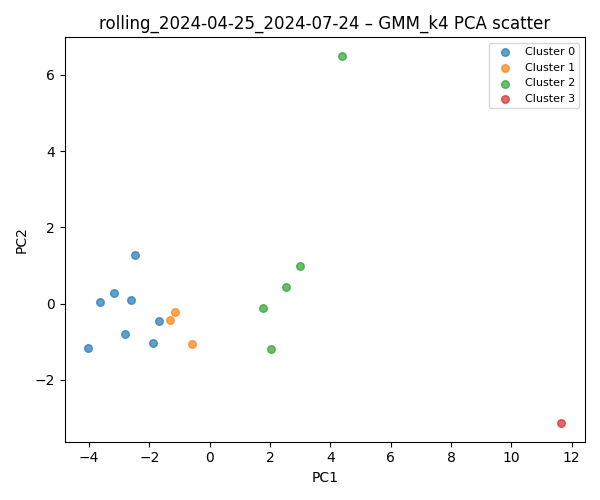 rolling_2024-04-25_2024-07-24 – GMM_k4 PCA scatter
Cluster 0
Cluster 1
Cluster 2
Cluster 3
6
4
2
0
−2
PC2
−4
−2
0
2
4
6
8
10
12
PC1